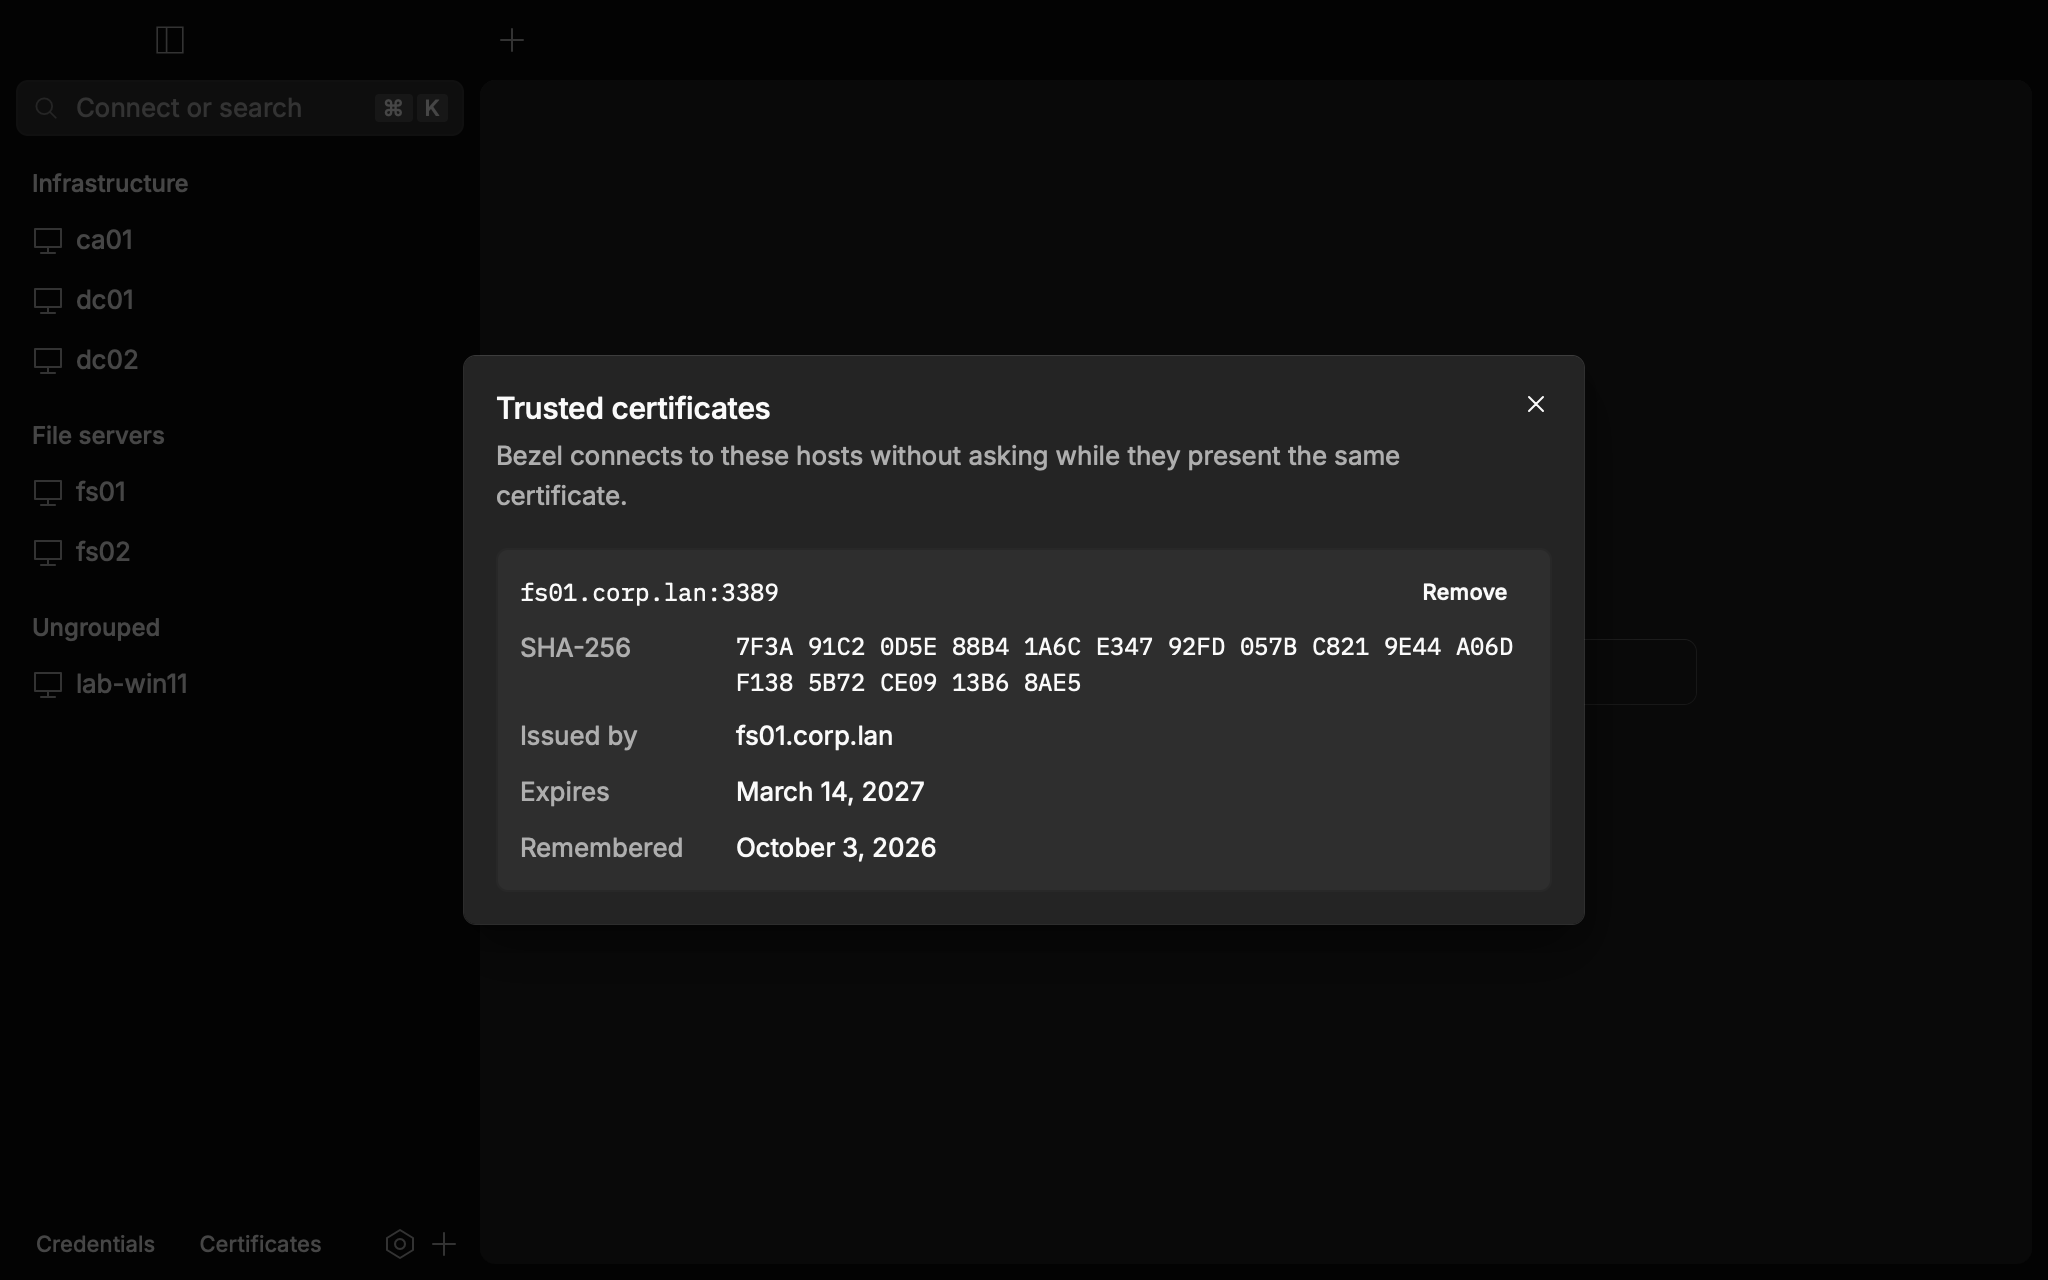 Connect or search ⌘ K
Infrastructure
ca01
dc01
dc02
File servers
fs01
fs02
Ungrouped
lab-win11
Credentials Certificates
Trusted certificates
Bezel connects to these hosts without asking while they present the same
certificate.
fs01.corp.lan:3389 Remove
SHA-256 7F3A 91C2 0D5E 88B4 1A6C E347 92FD 057B C821 9E44 A06D
F138 5B72 CE09 13B6 8AE5
Issued by fs01.corp.lan
Expires March 14, 2027
Remembered October 3, 2026